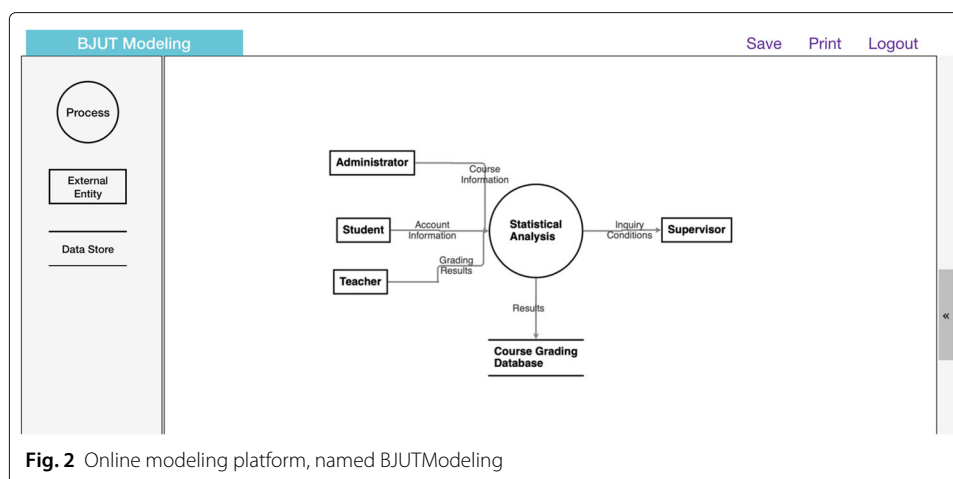 BJUT Modeling
Save Print Logout
Process
External
Entity
Data Store
Administrator
Course
Information
Student
Account
Information
Grading
Results
Teacher
Statistical
Analysis
Inquiry
Conditions
Supervisor
Results
Course Grading
Database
«
Fig. 2 Online modeling platform, named BJUTModeling